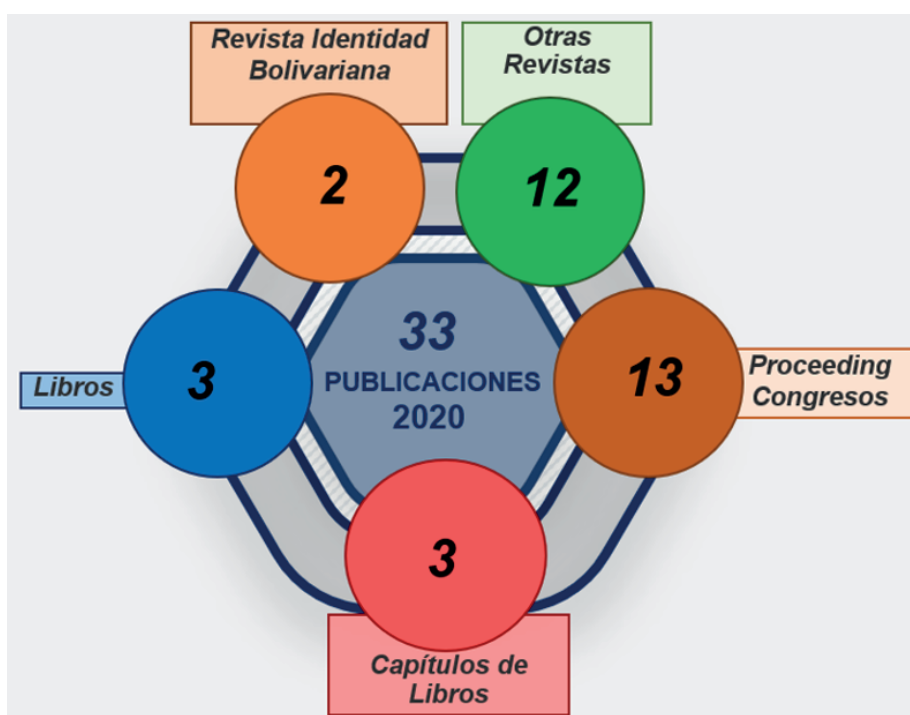 Revista Identidad
Bolivariana
Otras
Revistas
2
12
33
PUBLICACIONES
2020
Libros
3
13
Proceeding
Congresos
3
Capítulos de
Libros